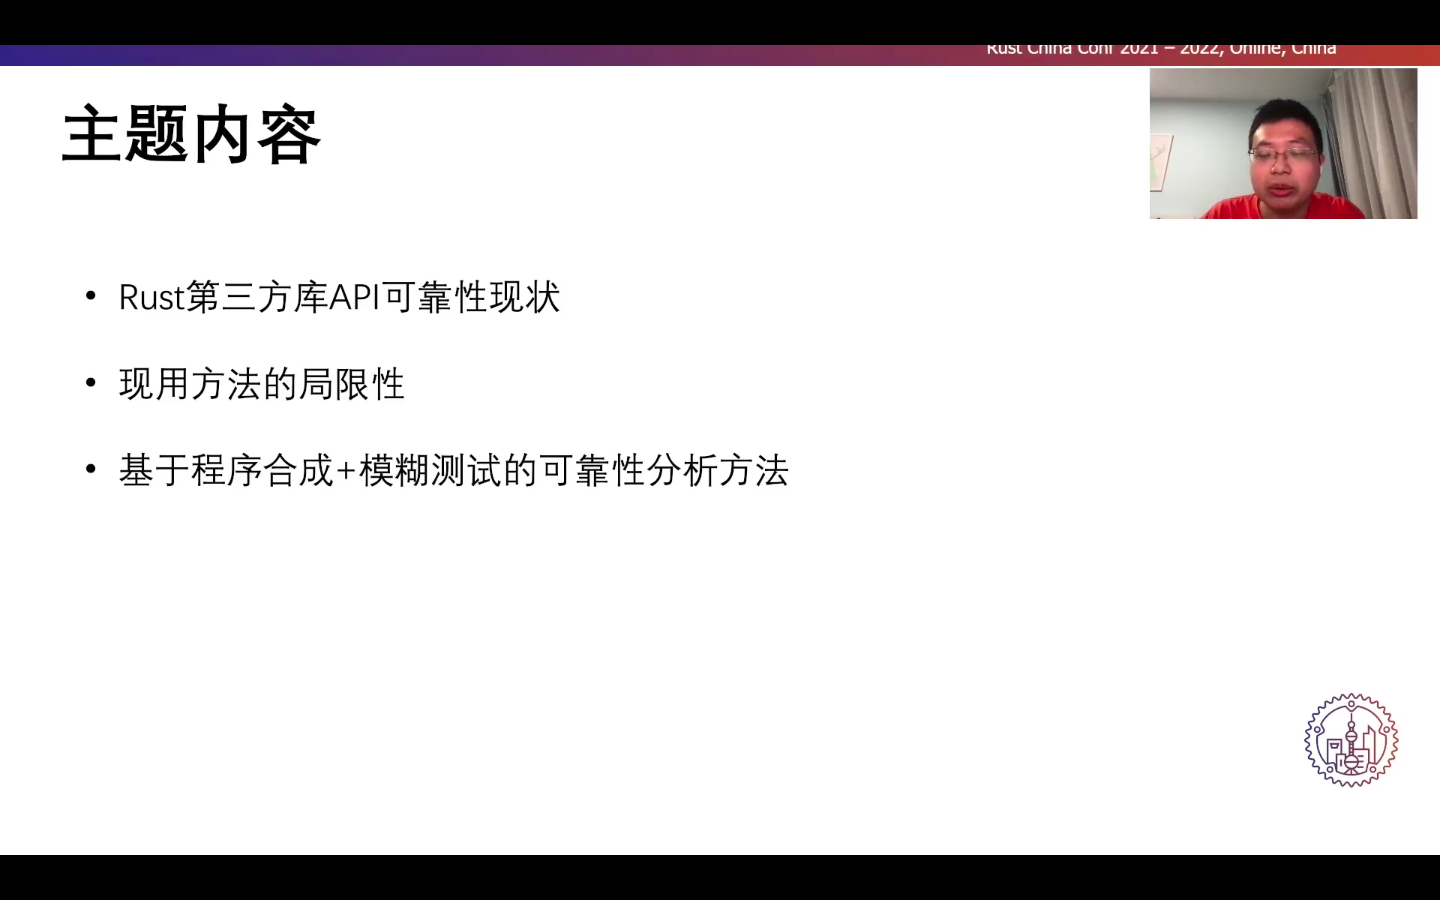 Rust China Conf 2021 – 2022, Online, China
主题内容
• Rust第三方库API可靠性现状
• 现用方法的局限性
• 基于程序合成+模糊测试的可靠性分析方法